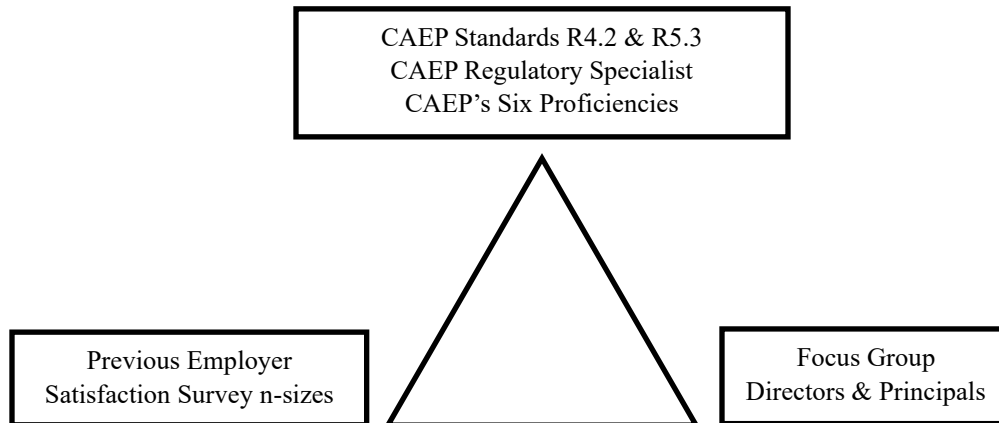 CAEP Standards R4.2 & R5.3
CAEP Regulatory Specialist
CAEP’s Six Proficiencies
Previous Employer
Satisfaction Survey n-sizes
Focus Group
Directors & Principals